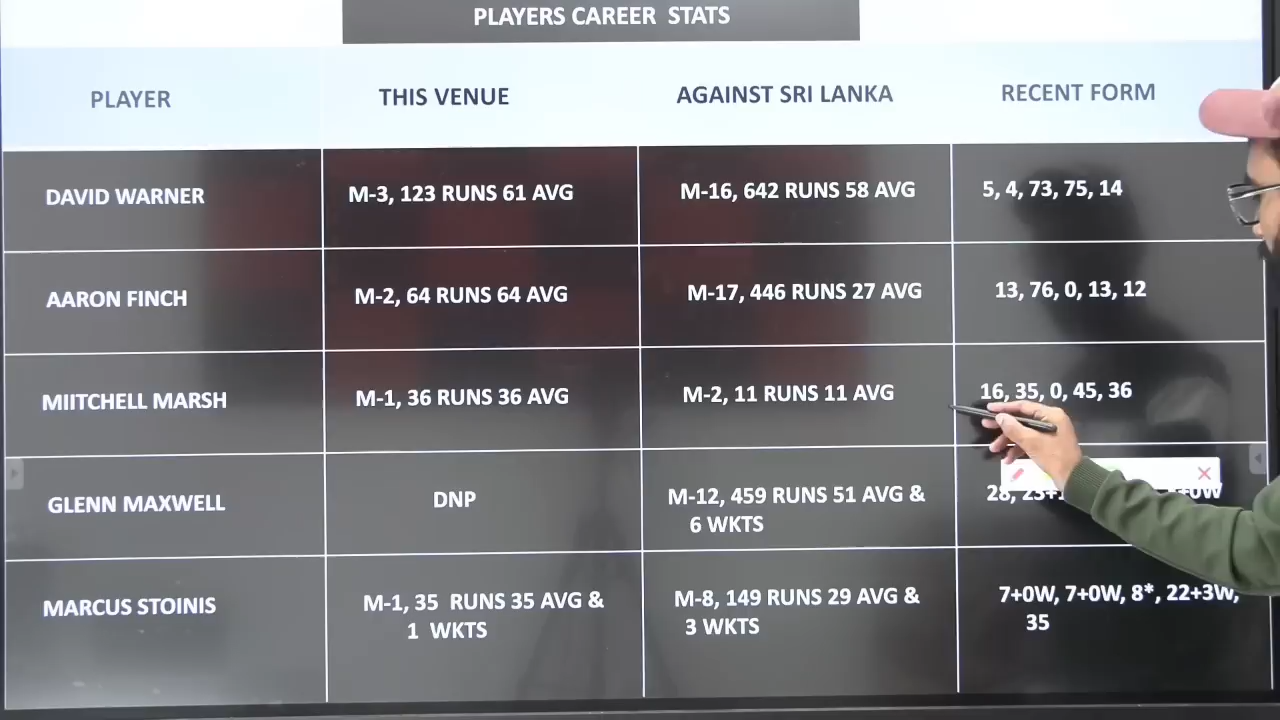 PLAYERS CAREER STATS
PLAYER THIS VENUE AGAINST SRI LANKA RECENT FORM
DAVID WARNER M-3, 123 RUNS 61 AVG M-16, 642 RUNS 58 AVG 5, 4, 73, 75, 14
AARON FINCH M-2, 64 RUNS 64 AVG M-17, 446 RUNS 27 AVG 13, 76, 0, 13, 12
MIITCHELL MARSH M-1, 36 RUNS 36 AVG M-2, 11 RUNS 11 AVG 16, 35, 0, 45, 36
GLENN MAXWELL DNP M-12, 459 RUNS 51 AVG & 28,
6 WKTS
MARCUS STOINIS M-1, 35 RUNS 35 AVG & M-8, 149 RUNS 29 AVG & 7+0W, 7+0W, 8*, 22+3W,
1 WKTS 3 WKTS 35